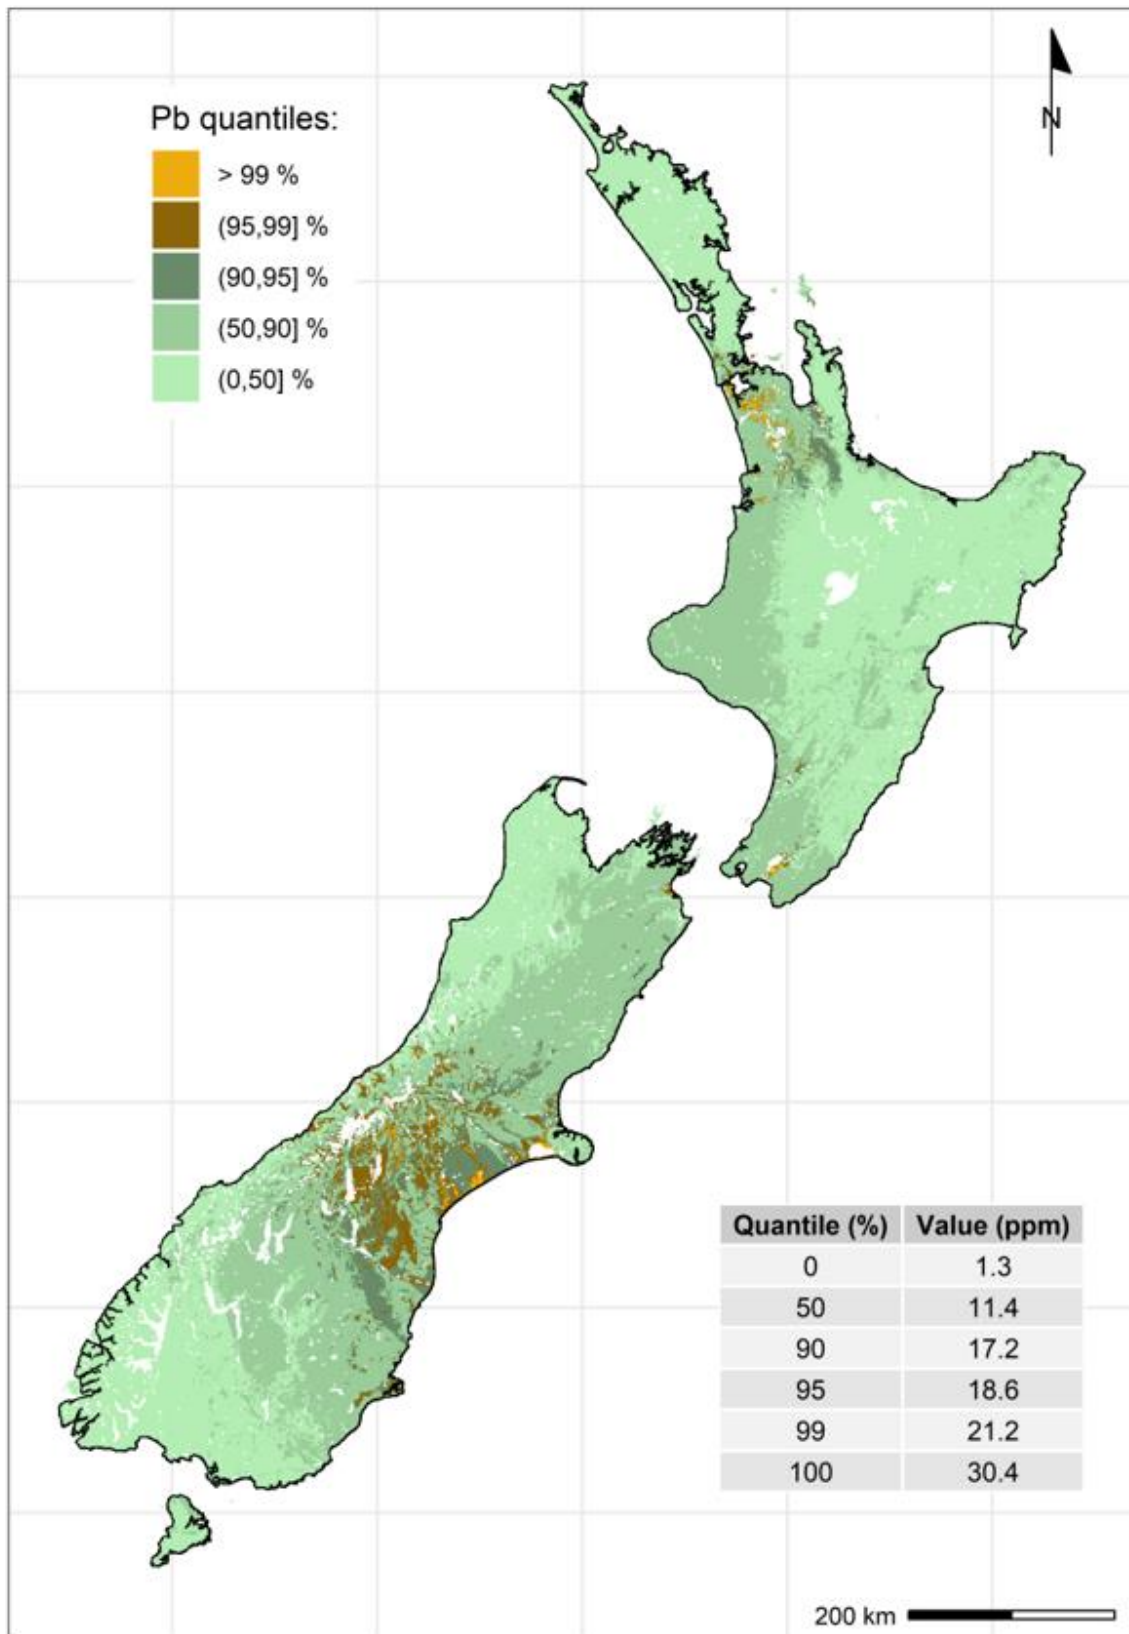 N
Pb quantiles:
> 99 %
(95,99] %
(90,95] %
(50,90] %
(0,50] %
Quantile (%) Value (ppm)
0 1.3
50 11.4
90 17.2
95 18.6
99 21.2
100 30.4
200 km